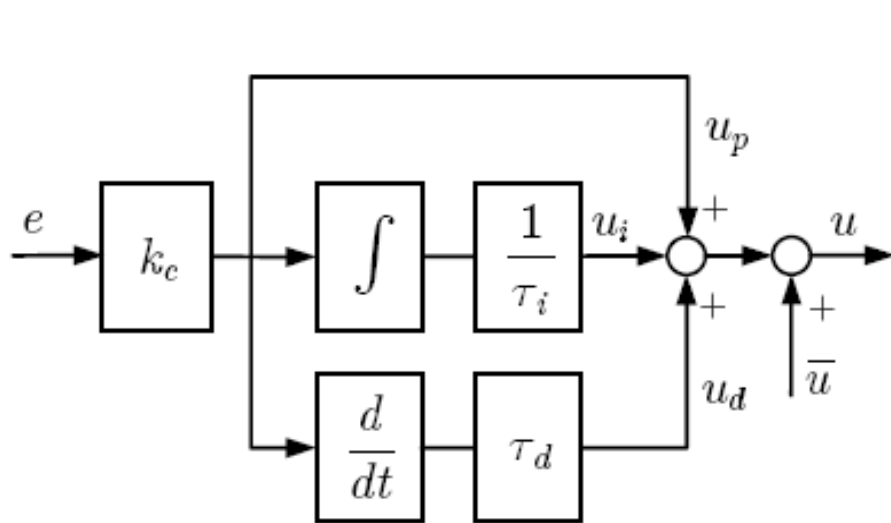 u_p
+
e
k_c
∫
1
τ_i
u_i
u
+
+
u̅
u_d
d
dt
τ_d